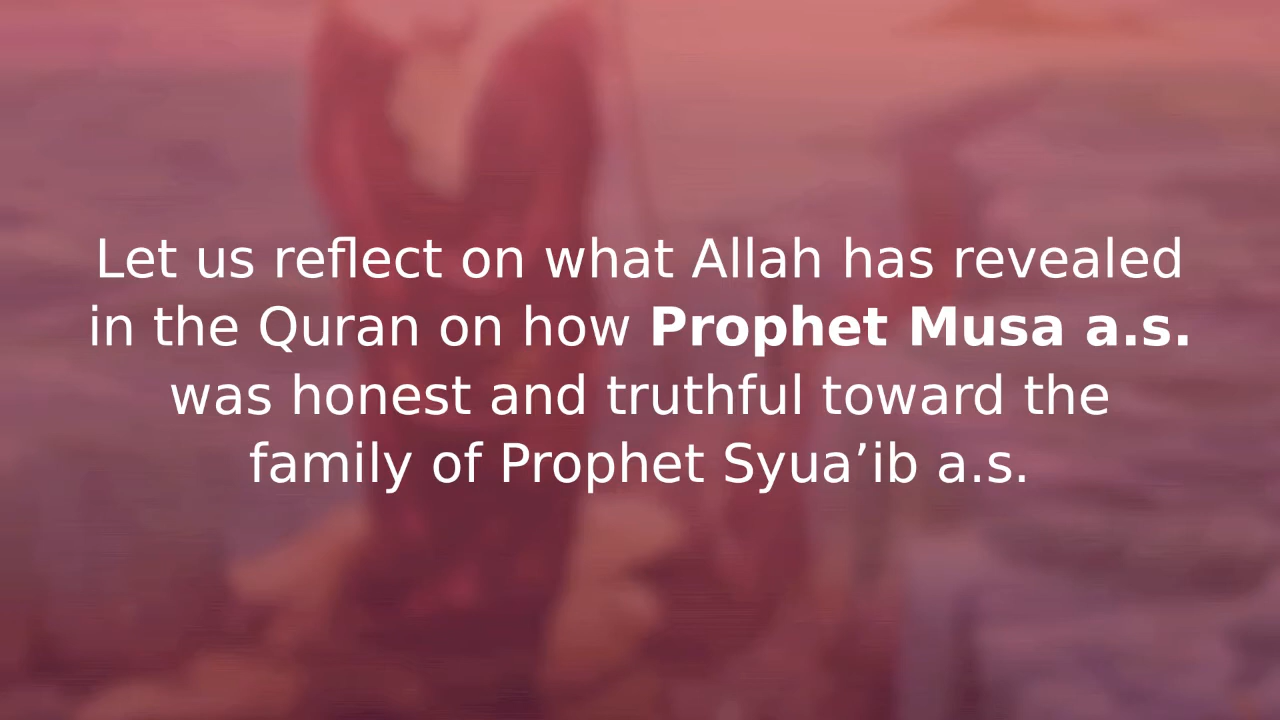 Let us reflect on what Allah has revealed
in the Quran on how Prophet Musa a.s.
was honest and truthful toward the
family of Prophet Syua’ib a.s.